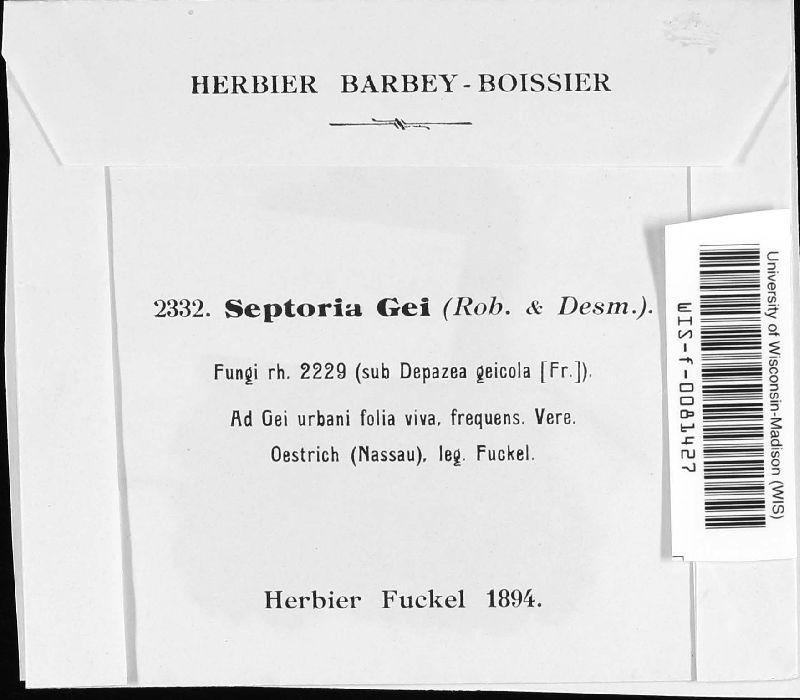 HERBIER BARBEY-BOISSIER
2332. Septoria Gei (Rob. & Desm.).
Fungi rh. 2229 (sub Depazea geicola [Fr.]).
Ad Gei urbani folia viva, frequens. Vere.
Oestrich (Nassau), leg. Fuckel.
Herbier Fuckel 1894.
University of Wisconsin-Madison (WIS)
WIS-f-0081427